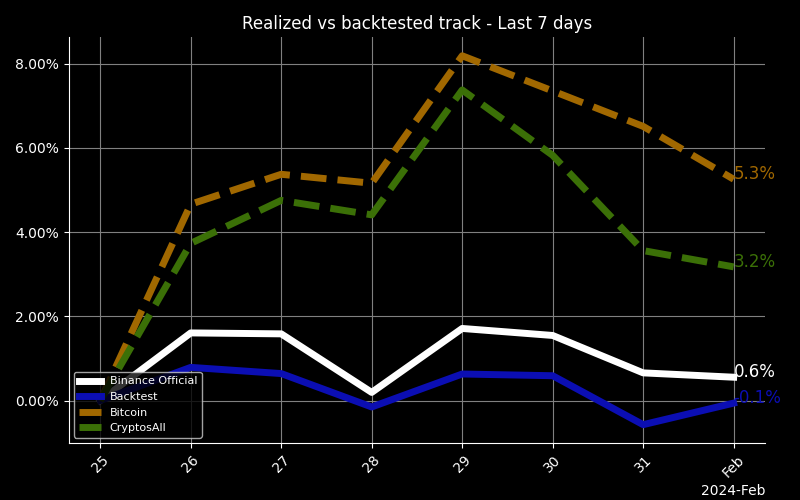 Realized vs backtested track - Last 7 days
8.00%
6.00%
4.00%
2.00%
0.00%
5.3%
3.2%
0.6%
-0.1%
Binance Official
Backtest
Bitcoin
CryptosAll
25
26
27
28
29
30
31
Feb
2024-Feb